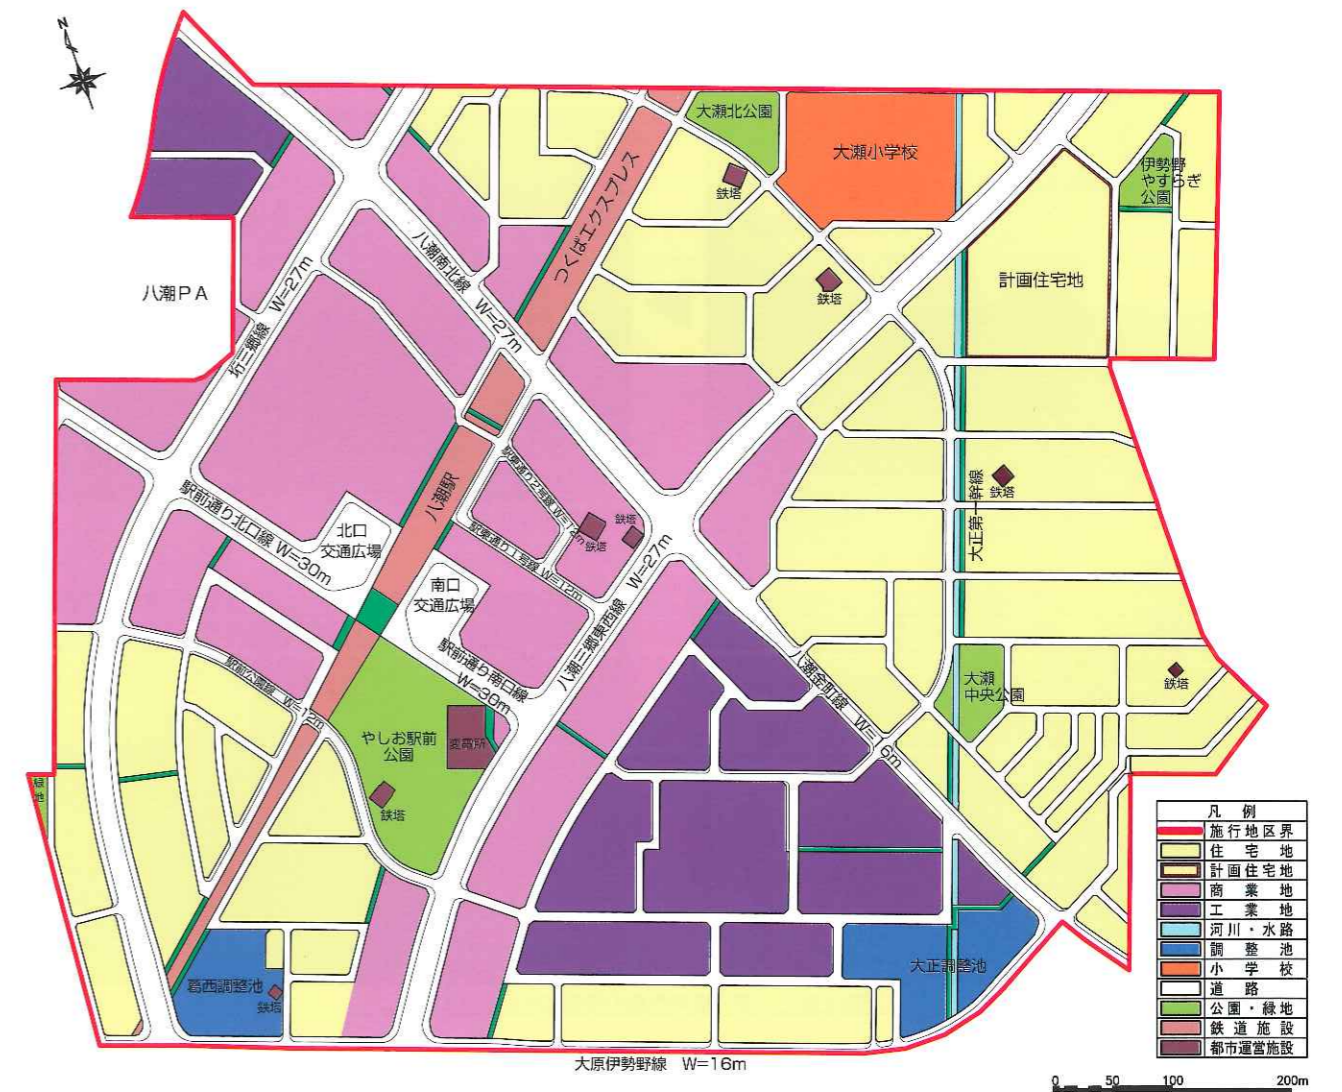 N
大瀬北公園
大瀬小学校
鉄塔
伊勢野
やすらぎ
公園
つくばエクスプレス
八潮南北線 W=27m
八潮PA
垳三郷線 W=27m
鉄塔
計画住宅地
駅東通り2号線 W=12m
八潮駅
鉄塔
大正第一幹線
駅前通り北口線 W=30m
北口
交通広場
鉄塔
鉄塔
駅東通り1号線 W=12m
八潮三郷東西線 W=27m
南口
交通広場
駅前通り南口線
W=30m
駅前公園線 W=12m
八潮金町線 W=16m
大瀬
中央公園
鉄塔
やしお駅前
公園
変電所
鉄塔
緑
地
葛西調整池
鉄塔
大正調整池
大原伊勢野線 W=16m
凡例
施行地区界
住宅地
計画住宅地
商業地
工業地
河川・水路
調整池
小学校
道路
公園・緑地
鉄道施設
都市運営施設
0 50 100 200m